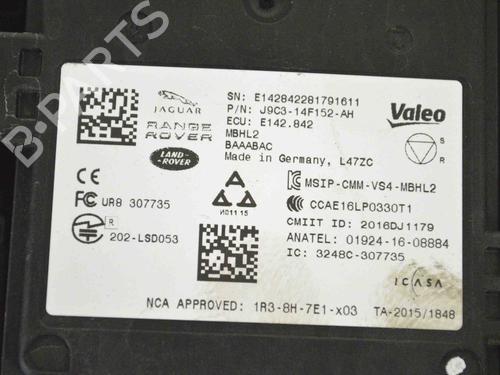 B-PARTS
SN: E142842281791611
P/N: J9C3-14F152-AH
ECU: E142.842
MBHL2
BAAABAC
Made in Germany, L47ZC
JAGUAR
RANGE ROVER
LAND-ROVER
Valeo
S
R
FC UR8 307735
R
202-LSD053
A
MSIP-CMM-VS4-MBHL2
CCAE16LP0330T1
CMIIT ID: 2016DJ1179
ANATEL: 01924-16-08884
IC: 3248C-307735
NCA APPROVED: 1R3-8H-7E1-x03
ICASA
TA-2015/1848